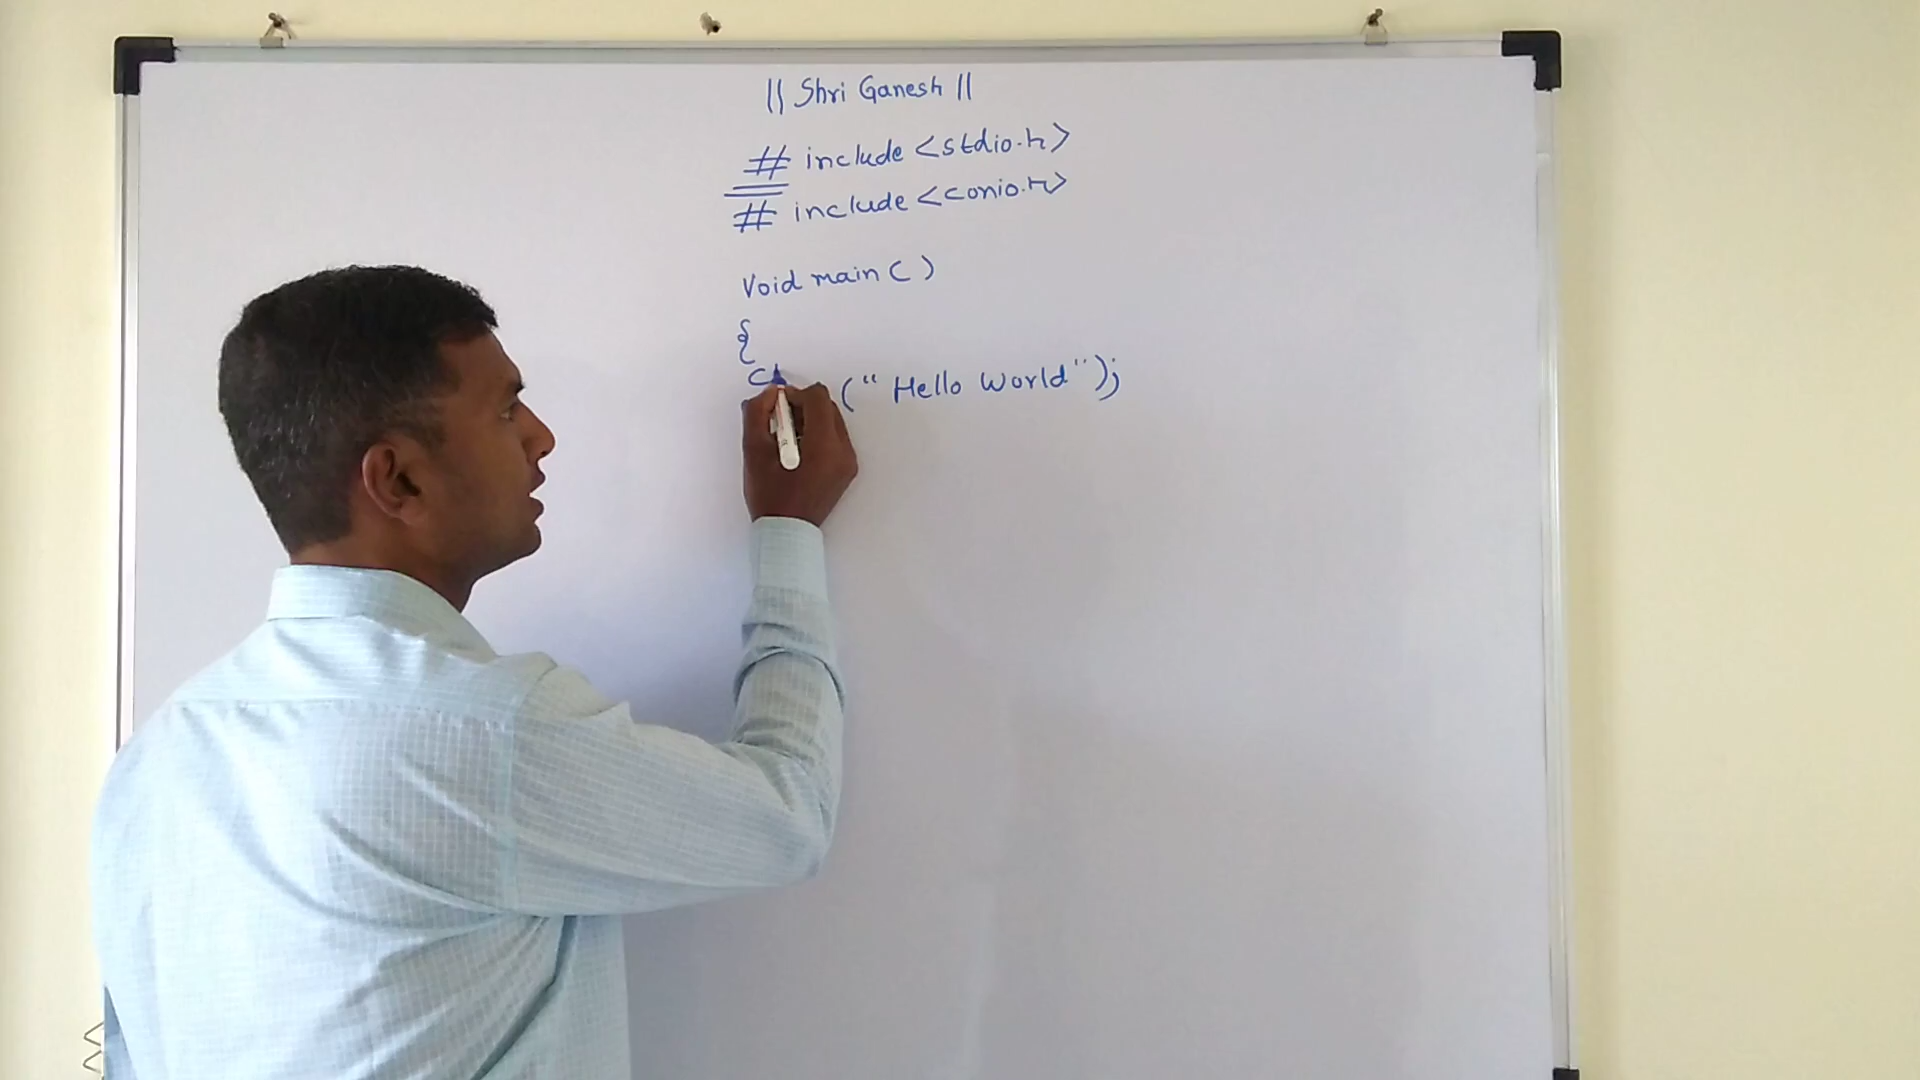 || Shri Ganesh ||
# include <stdio.h>
# include <conio.h>
Void main ( )
{
("Hello World");